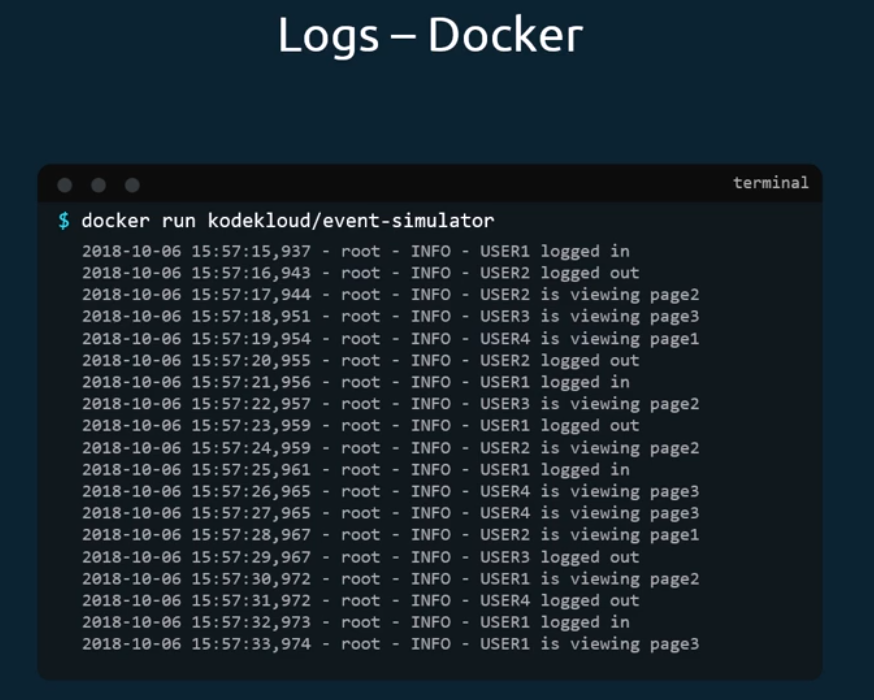 Logs – Docker
terminal
$ docker run kodekloud/event-simulator
2018-10-06 15:57:15,937 - root - INFO - USER1 logged in
2018-10-06 15:57:16,943 - root - INFO - USER2 logged out
2018-10-06 15:57:17,944 - root - INFO - USER2 is viewing page2
2018-10-06 15:57:18,951 - root - INFO - USER3 is viewing page3
2018-10-06 15:57:19,954 - root - INFO - USER4 is viewing page1
2018-10-06 15:57:20,955 - root - INFO - USER2 logged out
2018-10-06 15:57:21,956 - root - INFO - USER1 logged in
2018-10-06 15:57:22,957 - root - INFO - USER3 is viewing page2
2018-10-06 15:57:23,959 - root - INFO - USER1 logged out
2018-10-06 15:57:24,959 - root - INFO - USER2 is viewing page2
2018-10-06 15:57:25,961 - root - INFO - USER1 logged in
2018-10-06 15:57:26,965 - root - INFO - USER4 is viewing page3
2018-10-06 15:57:27,965 - root - INFO - USER4 is viewing page3
2018-10-06 15:57:28,967 - root - INFO - USER2 is viewing page1
2018-10-06 15:57:29,967 - root - INFO - USER3 logged out
2018-10-06 15:57:30,972 - root - INFO - USER1 is viewing page2
2018-10-06 15:57:31,972 - root - INFO - USER4 logged out
2018-10-06 15:57:32,973 - root - INFO - USER1 logged in
2018-10-06 15:57:33,974 - root - INFO - USER1 is viewing page3